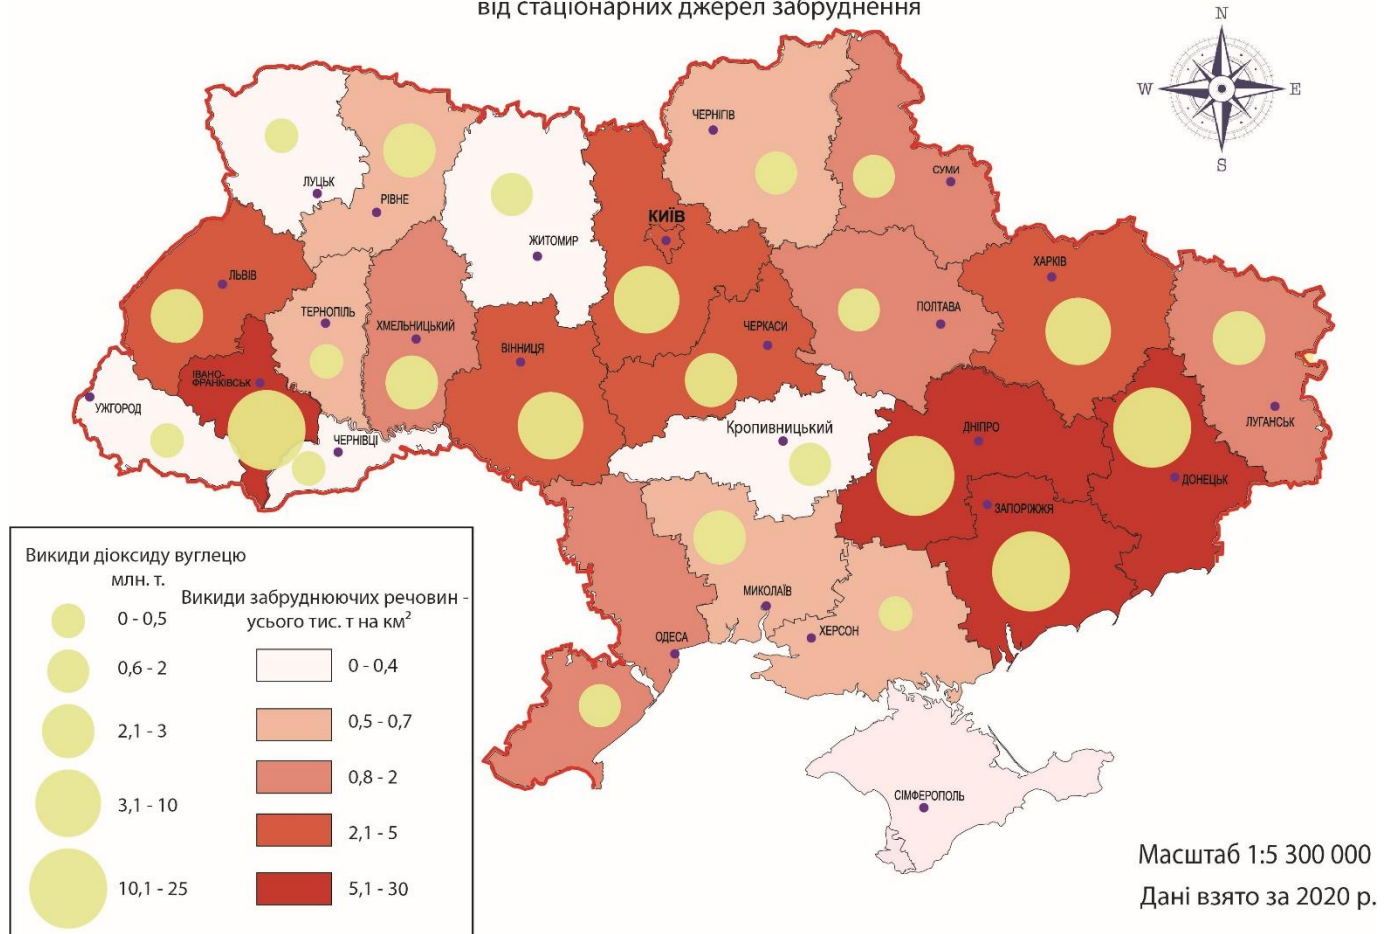 від стаціонарних джерел забруднення
N
W
E
S
ЧЕРНІГІВ
СУМИ
ЛУЦЬК
РІВНЕ
КИЇВ
ЖИТОМИР
ХАРКІВ
ЛЬВІВ
ТЕРНОПІЛЬ
ХМЕЛЬНИЦЬКИЙ
ВІННИЦЯ
ЧЕРКАСИ
ПОЛТАВА
ІВАНО-
ФРАНКІВСЬК
УЖГОРОД
ЧЕРНІВЦІ
Кропивницький
ДНІПРО
ЛУГАНСЬК
ДОНЕЦЬК
ЗАПОРІЖЖЯ
МИКОЛАЇВ
ХЕРСОН
ОДЕСА
СІМФЕРОПОЛЬ
Викиди діоксиду вуглецю
млн. т.
0 - 0,5
0,6 - 2
2,1 - 3
3,1 - 10
10,1 - 25
Викиди забруднюючих речовин -
усього тис. т на км²
0 - 0,4
0,5 - 0,7
0,8 - 2
2,1 - 5
5,1 - 30
Масштаб 1:5 300 000
Дані взято за 2020 р.